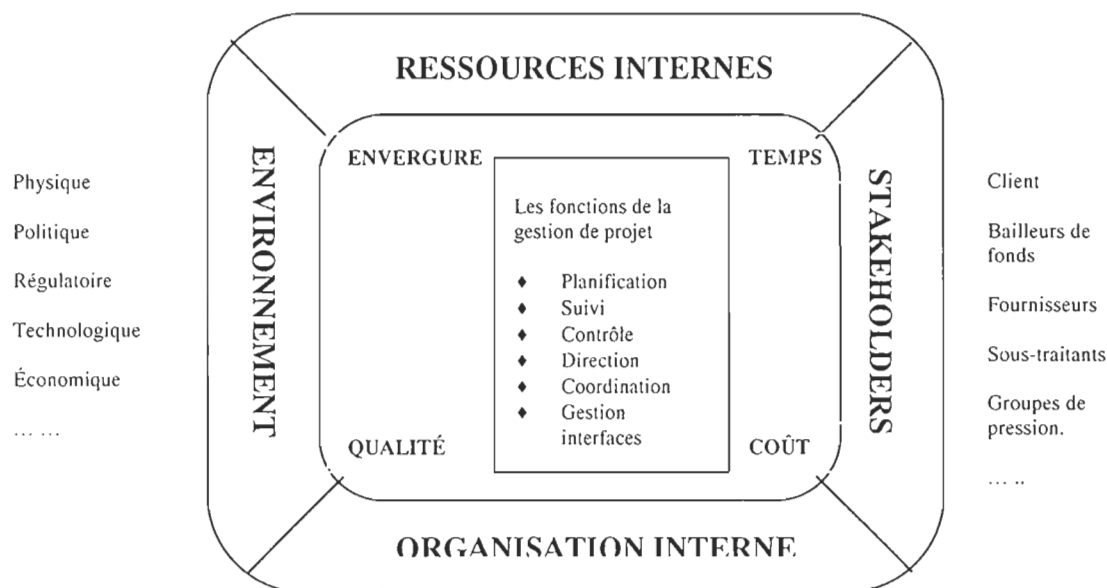 RESSOURCES INTERNES
ENVIRONNEMENT
Physique
Politique
Régulatoire
Technologique
Économique
... ...
ENVERGURE
TEMPS
Les fonctions de la
gestion de projet
♦ Planification
♦ Suivi
♦ Contrôle
♦ Direction
♦ Coordination
♦ Gestion
interfaces
QUALITÉ
COÛT
STAKEHOLDERS
Client
Bailleurs de
fonds
Fournisseurs
Sous-traitants
Groupes de
pression.
... ..
ORGANISATION INTERNE